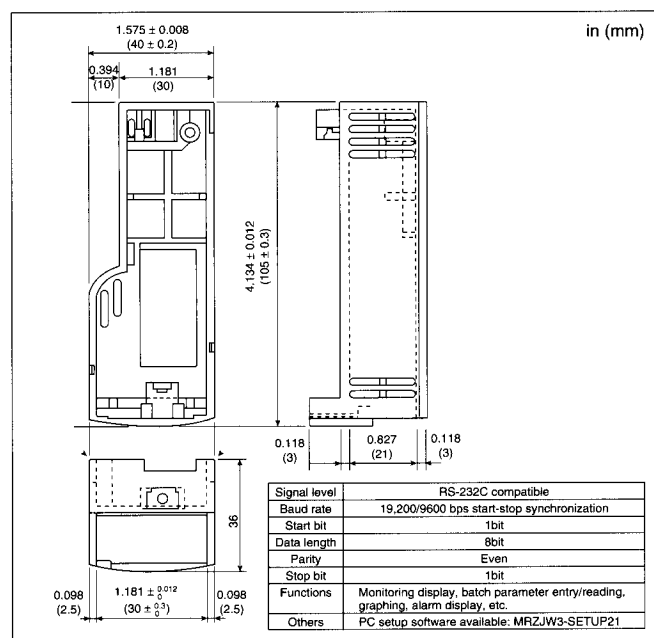 in (mm)
1.575 ± 0.008
(40 ± 0.2)
0.394
(10)
1.181
(30)
4.134 ± 0.012
(105 ± 0.3)
0.118
(3)
0.827
(21)
0.118
(3)
36
0.098
(2.5)
1.181 ± 0.012 0
(30 ± 0.3 0)
0.098
(2.5)
Signal level RS-232C compatible
Baud rate 19,200/9600 bps start-stop synchronization
Start bit 1bit
Data length 8bit
Parity Even
Stop bit 1bit
Functions Monitoring display, batch parameter entry/reading,
graphing, alarm display, etc.
Others PC setup software available: MRZJW3-SETUP21